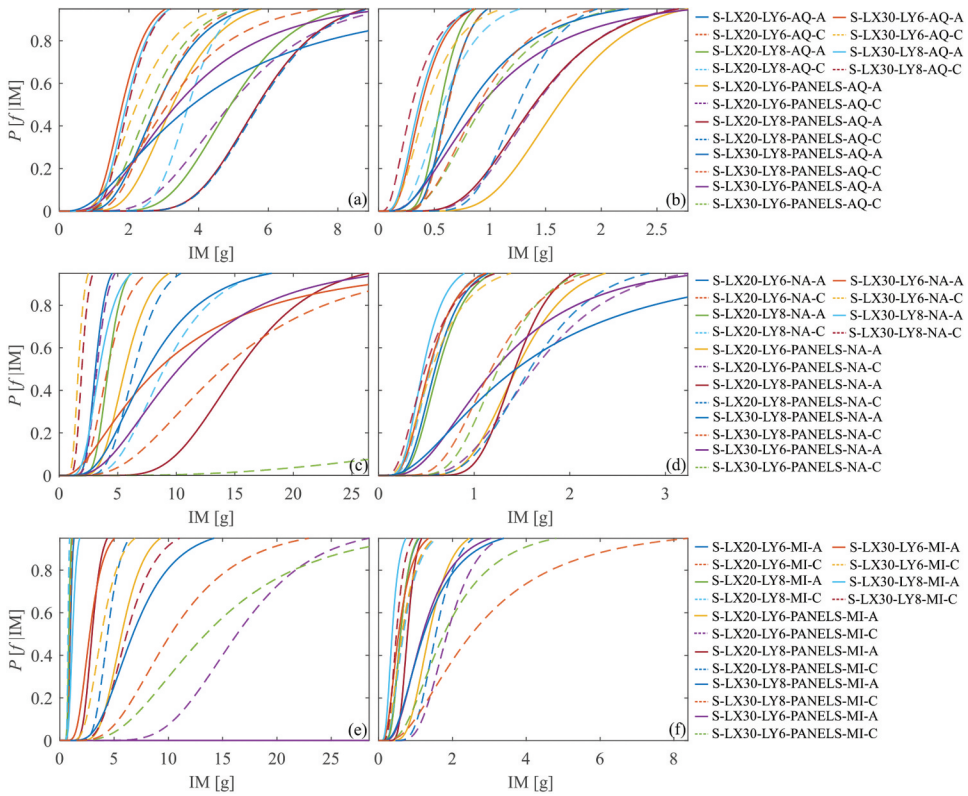 P [f |IM]
0.8
0.6
0.4
0.2
0
0 2 4 6 8
IM [g]
(a)
0.5 1 1.5 2 2.5
IM [g]
(b)
S-LX20-LY6-AQ-A
S-LX20-LY6-AQ-C
S-LX20-LY8-AQ-A
S-LX20-LY8-AQ-C
S-LX20-LY6-PANELS-AQ-A
S-LX20-LY6-PANELS-AQ-C
S-LX20-LY8-PANELS-AQ-A
S-LX20-LY8-PANELS-AQ-C
S-LX30-LY8-PANELS-AQ-A
S-LX30-LY8-PANELS-AQ-C
S-LX30-LY6-PANELS-AQ-A
S-LX30-LY6-PANELS-AQ-C
S-LX30-LY6-AQ-A
S-LX30-LY6-AQ-C
S-LX30-LY8-AQ-A
S-LX30-LY8-AQ-C
P [f |IM]
0.8
0.6
0.4
0.2
0
0 5 10 15 20 25
IM [g]
(c)
1 2 3
IM [g]
(d)
S-LX20-LY6-NA-A
S-LX20-LY6-NA-C
S-LX20-LY8-NA-A
S-LX20-LY8-NA-C
S-LX20-LY6-PANELS-NA-A
S-LX20-LY6-PANELS-NA-C
S-LX20-LY8-PANELS-NA-A
S-LX20-LY8-PANELS-NA-C
S-LX30-LY8-PANELS-NA-A
S-LX30-LY8-PANELS-NA-C
S-LX30-LY6-PANELS-NA-A
S-LX30-LY6-PANELS-NA-C
S-LX30-LY6-NA-A
S-LX30-LY6-NA-C
S-LX30-LY8-NA-A
S-LX30-LY8-NA-C
P [f |IM]
0.8
0.6
0.4
0.2
0
0 5 10 15 20 25
IM [g]
(e)
2 4 6 8
IM [g]
(f)
S-LX20-LY6-MI-A
S-LX20-LY6-MI-C
S-LX20-LY8-MI-A
S-LX20-LY8-MI-C
S-LX20-LY6-PANELS-MI-A
S-LX20-LY6-PANELS-MI-C
S-LX20-LY8-PANELS-MI-A
S-LX20-LY8-PANELS-MI-C
S-LX30-LY8-PANELS-MI-A
S-LX30-LY8-PANELS-MI-C
S-LX30-LY6-PANELS-MI-A
S-LX30-LY6-PANELS-MI-C
S-LX30-LY6-MI-A
S-LX30-LY6-MI-C
S-LX30-LY8-MI-A
S-LX30-LY8-MI-C